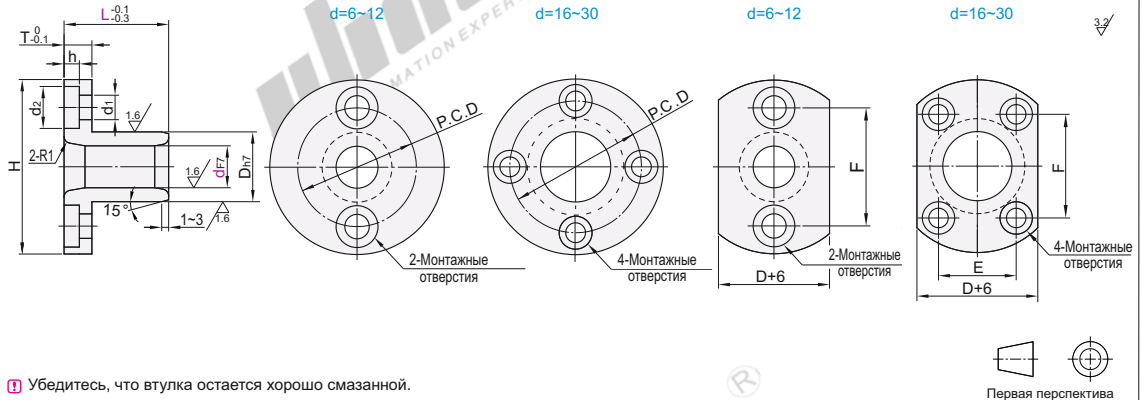 L -0.1 -0.3
T 0 -0.1
h
d2
d1
1.6
H
2-R1
1.6
dF7
Dh7
15°
1~3
1.6
d=6~12
P.C.D
2-Монтажные
отверстия
d=16~30
P.C.D
4-Монтажные
отверстия
d=6~12
F
2-Монтажные
отверстия
D+6
d=16~30
F
4-Монтажные
отверстия
E
D+6
3.2
Убедитесь, что втулка остается хорошо смазанной.
Первая перспектива
MATION EXPERT
®